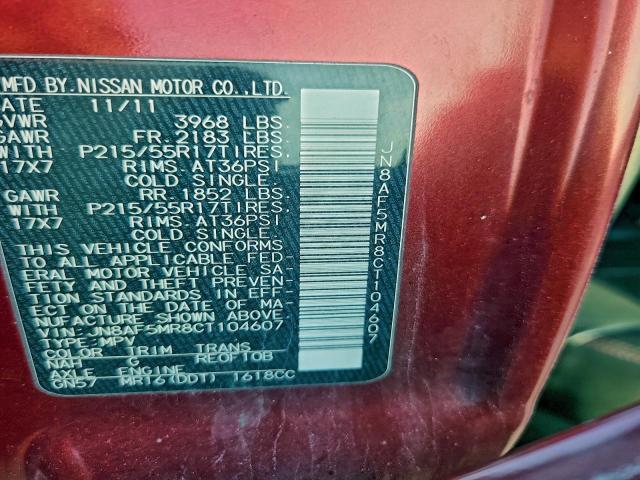 MFD BY NISSAN MOTOR CO.,LTD.
DATE 11/11
GVWR 3968 LBS.
GAWR FR. 2183 LBS.
WITH P215/55R17TIRES,
17X7 RIMS, AT36PSI
COLD SINGLE.
GAWR RR. 1852 LBS.
WITH P215/55R17TIRES,
17X7 RIMS, AT36PSI
COLD SINGLE.
THIS VEHICLE CONFORMS
TO ALL APPLICABLE FED-
ERAL MOTOR VEHICLE SA-
FETY AND THEFT PREVEN-
TION STANDARDS IN EFF-
ECT ON THE DATE OF MA-
NUFACTURE SHOWN ABOVE.
VIN: JN8AF5MR8CT104607
TYPE: MPV
COLOR TRIM TRANS
NAH G RE0F10B
AXLE ENGINE
GN57 MR16(DDT) 1618CC
JN8AF5MR8CT104607